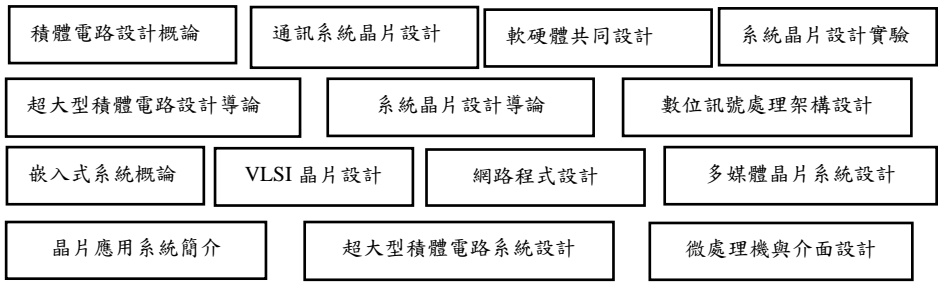 積體電路設計概論 通訊系統晶片設計 軟硬體共同設計 系統晶片設計實驗
超大型積體電路設計導論 系統晶片設計導論 數位訊號處理架構設計
嵌入式系統概論 VLSI 晶片設計 網路程式設計 多媒體晶片系統設計
晶片應用系統簡介 超大型積體電路系統設計 微處理機與介面設計